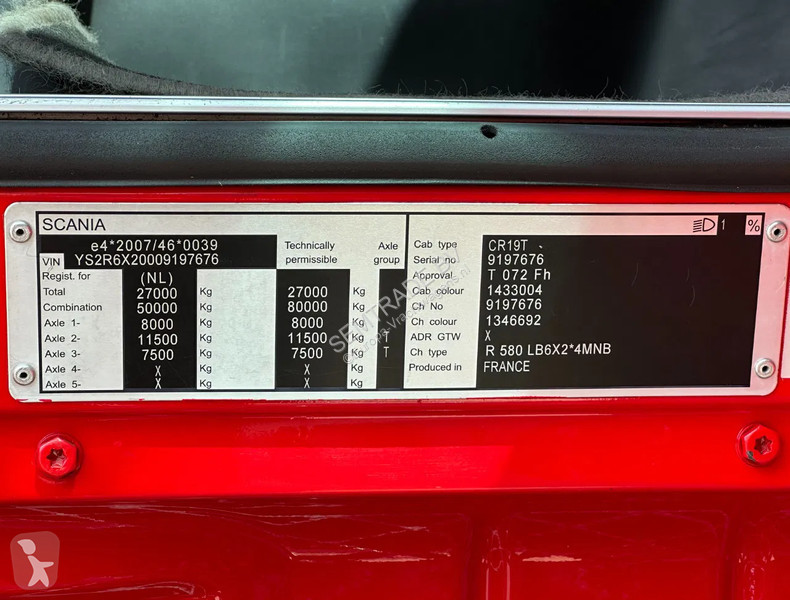 SCANIA 1 %
e4*2007/46*0039 Technically permissible Axle group
VIN YS2R6X20009197676
Regist. for (NL)
Total 27000 Kg 27000 Kg
Combination 50000 Kg 80000 Kg
Axle 1- 8000 Kg 8000 Kg
Axle 2- 11500 Kg 11500 Kg T
Axle 3- 7500 Kg 7500 Kg T
Axle 4- X Kg X Kg
Axle 5- X Kg X Kg
Cab type CR19T
Serial no 9197676
Approval T 072 Fh
Cab colour 1433004
Ch No 9197676
Ch colour 1346692
ADR GTW X
Ch type R 580 LB6X2*4MNB
Produced in FRANCE